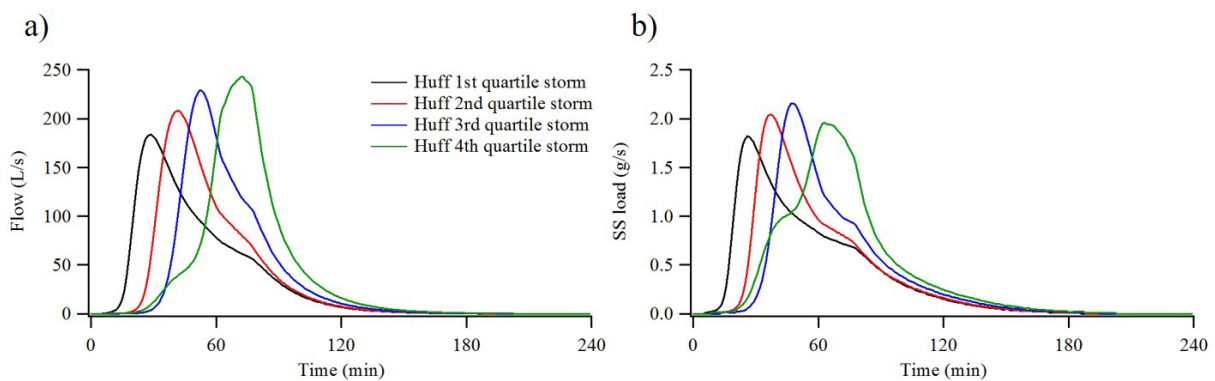 a)
Flow (L/s)
250
200
150
100
50
0
0 60 120 180 240
Time (min)
Huff 1st quartile storm
Huff 2nd quartile storm
Huff 3rd quartile storm
Huff 4th quartile storm
b)
SS load (g/s)
2.5
2.0
1.5
1.0
0.5
0.0
0 60 120 180 240
Time (min)